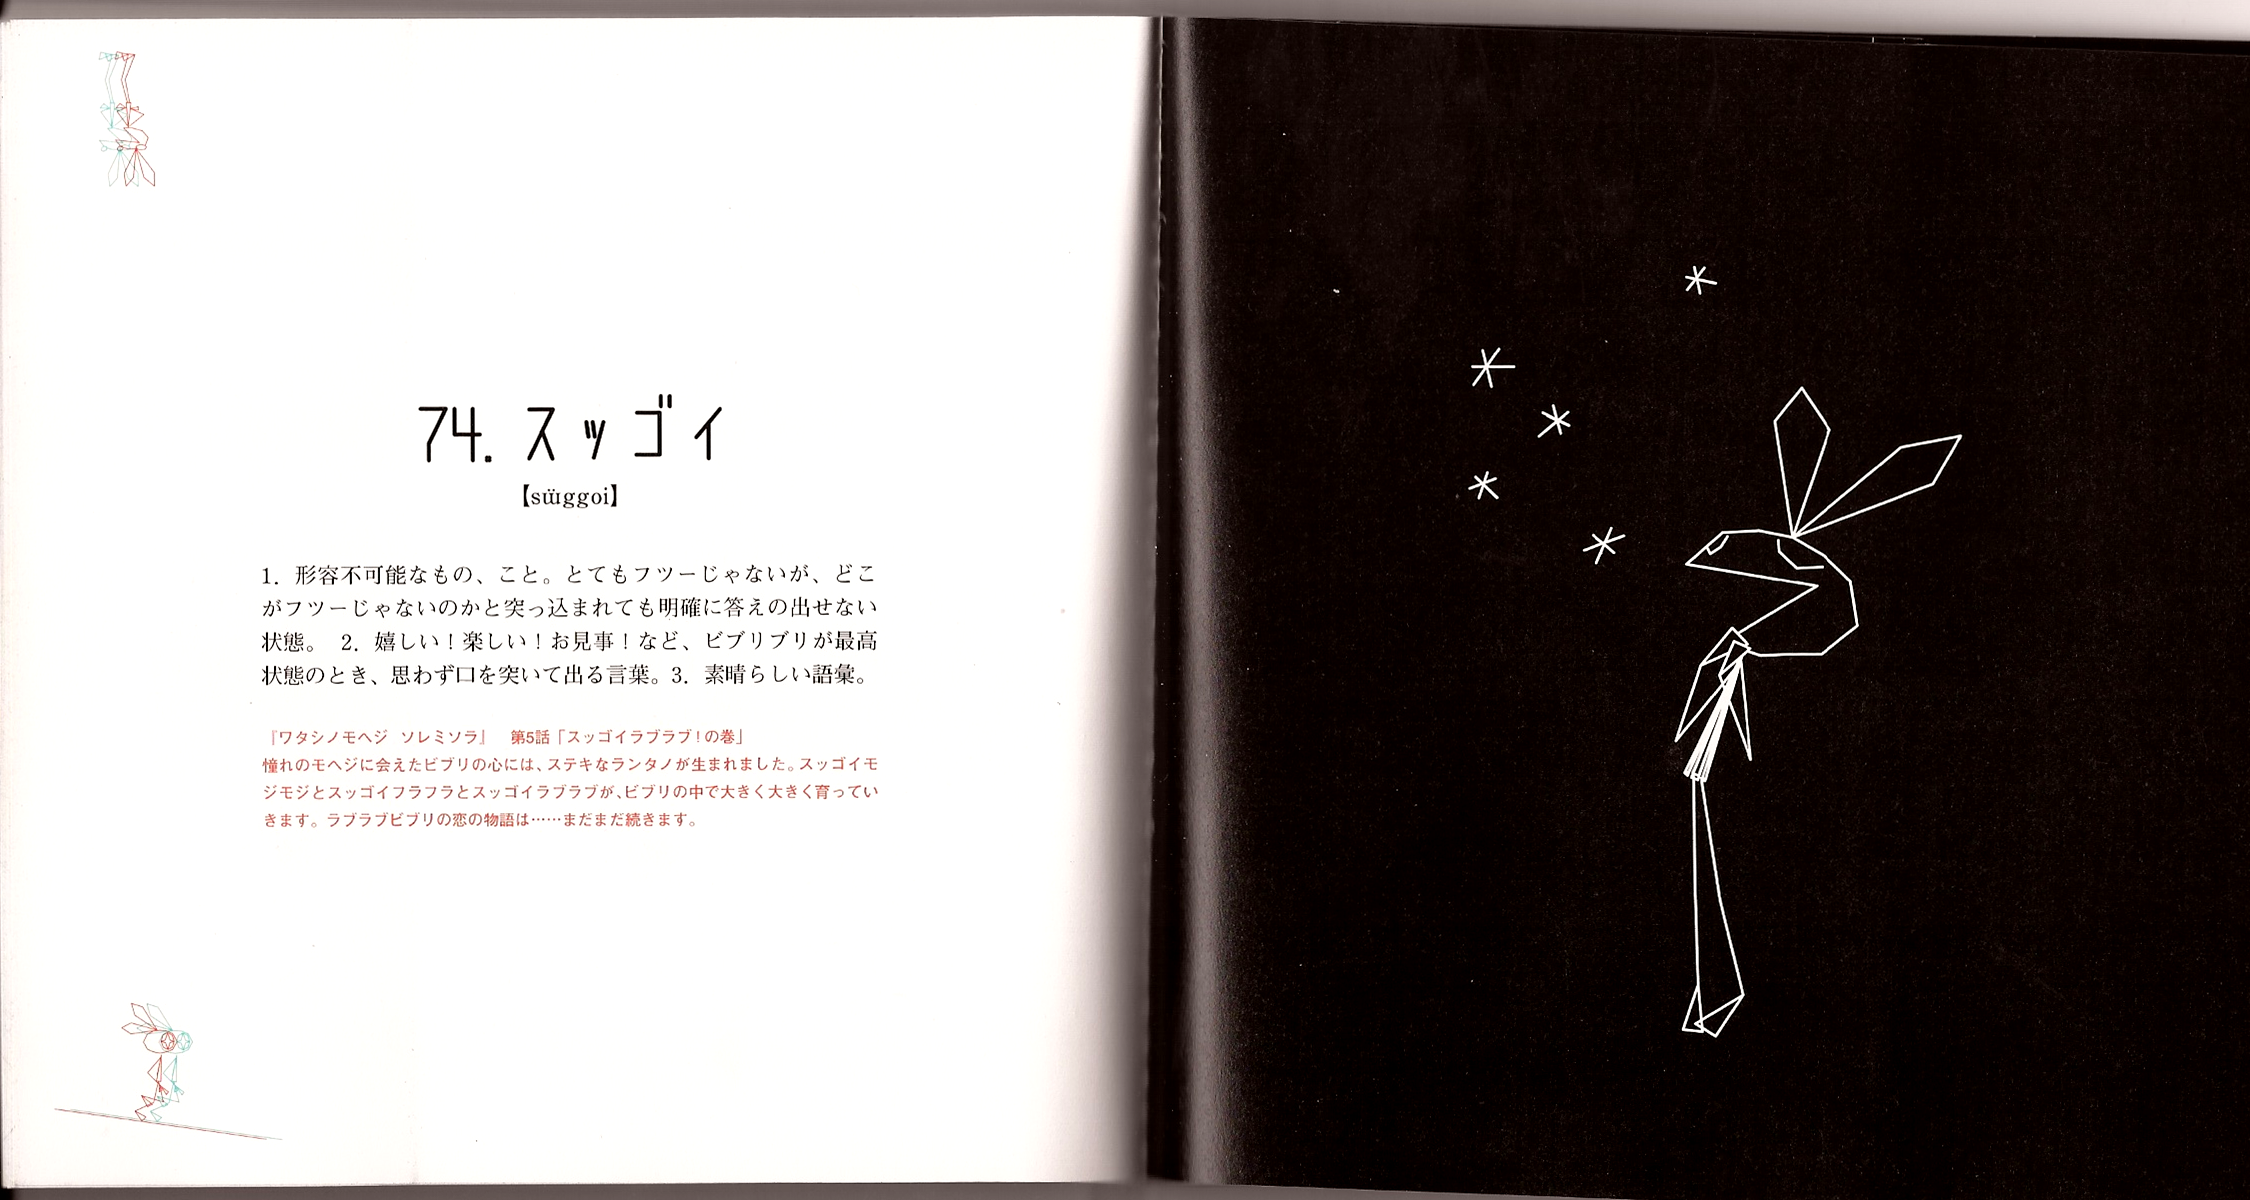 74. スッゴイ
【süggoi】
1. 形容不可能なもの、こと。とてもフツーじゃないが、どこ
がフツーじゃないのかと突っ込まれても明確に答えの出せない
状態。 2. 嬉しい！楽しい！お見事！など、ビブリブリが最高
状態のとき、思わず口を突いて出る言葉。3. 素晴らしい語彙。
『ワタシノモヘジ ソレミソラ』 第5話「スッゴイラブラブ！の巻」
憧れのモヘジに会えたビブリの心には、ステキなランタノが生まれました。スッゴイモ
ジモジとスッゴイフラフラとスッゴイラブラブが、ビブリの中で大きく大きく育ってい
きます。ラブラブビブリの恋の物語は……まだまだ続きます。